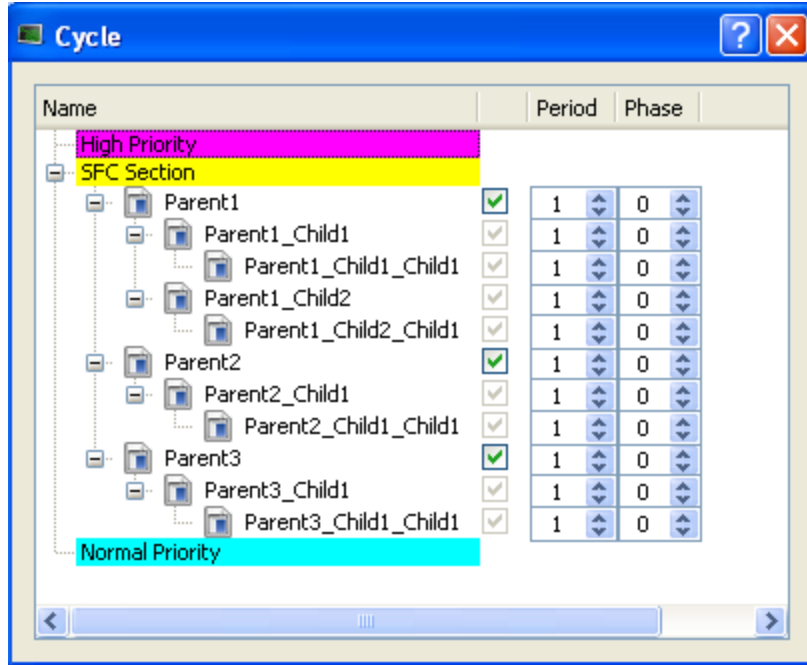 Cycle
Name Period Phase
High Priority
SFC Section
Parent1 1 0
Parent1_Child1 1 0
Parent1_Child1_Child1 1 0
Parent1_Child2 1 0
Parent1_Child2_Child1 1 0
Parent2 1 0
Parent2_Child1 1 0
Parent2_Child1_Child1 1 0
Parent3 1 0
Parent3_Child1 1 0
Parent3_Child1_Child1 1 0
Normal Priority